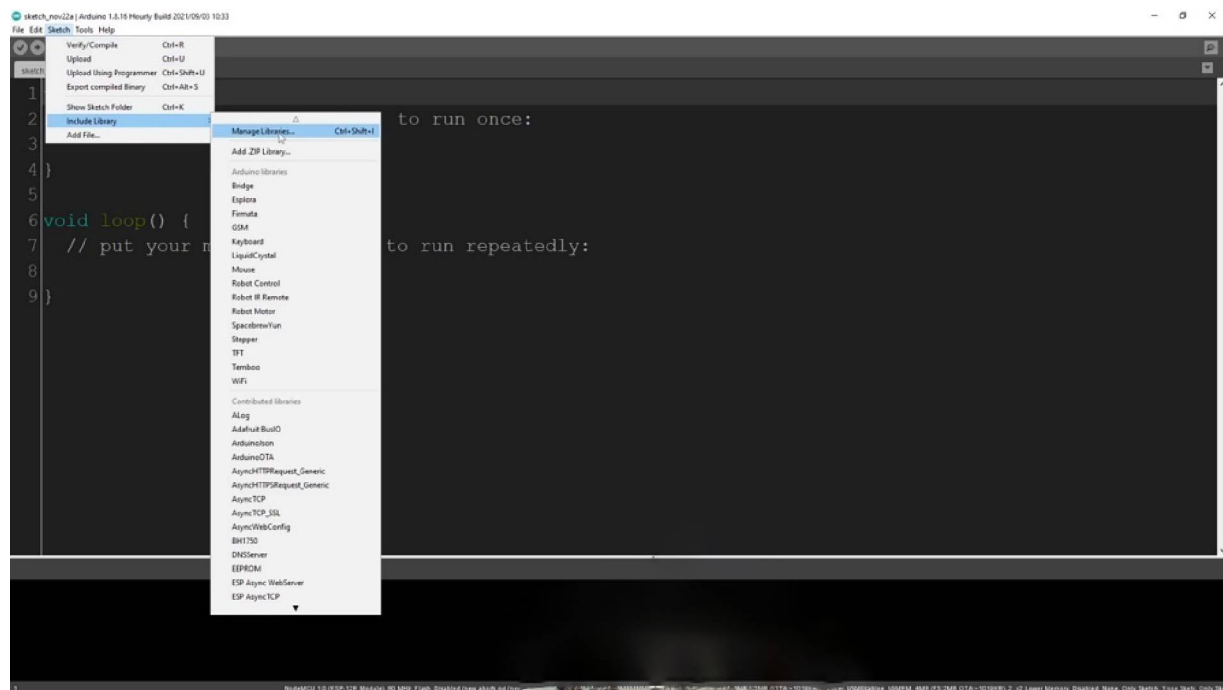 sketch_nov22a | Arduino 1.8.16 Hourly Build 2021/09/03 10:33
File Edit Sketch Tools Help
Verify/Compile Ctrl+R
Upload Ctrl+U
Upload Using Programmer Ctrl+Shift+U
Export compiled Binary Ctrl+Alt+S
Show Sketch Folder Ctrl+K
Include Library
Add File...
sketch
Manage Libraries... Ctrl+Shift+I
Add .ZIP Library...
Arduino libraries
Bridge
Esplora
Firmata
GSM
Keyboard
LiquidCrystal
Mouse
Robot Control
Robot IR Remote
Robot Motor
SpacebrewYun
Stepper
TFT
Temboo
WiFi
Contributed libraries
ALog
Adafruit BusIO
ArduinoJson
ArduinoOTA
AsyncHTTPRequest_Generic
AsyncHTTPSRequest_Generic
AsyncTCP
AsyncTCP_SSL
AsyncWebConfig
BH1750
DNSServer
EEPROM
ESP Async WebServer
ESP AsyncTCP
1
2 to run once:
3
4 }
5
6 void loop() {
7 // put your m to run repeatedly:
8
9 }